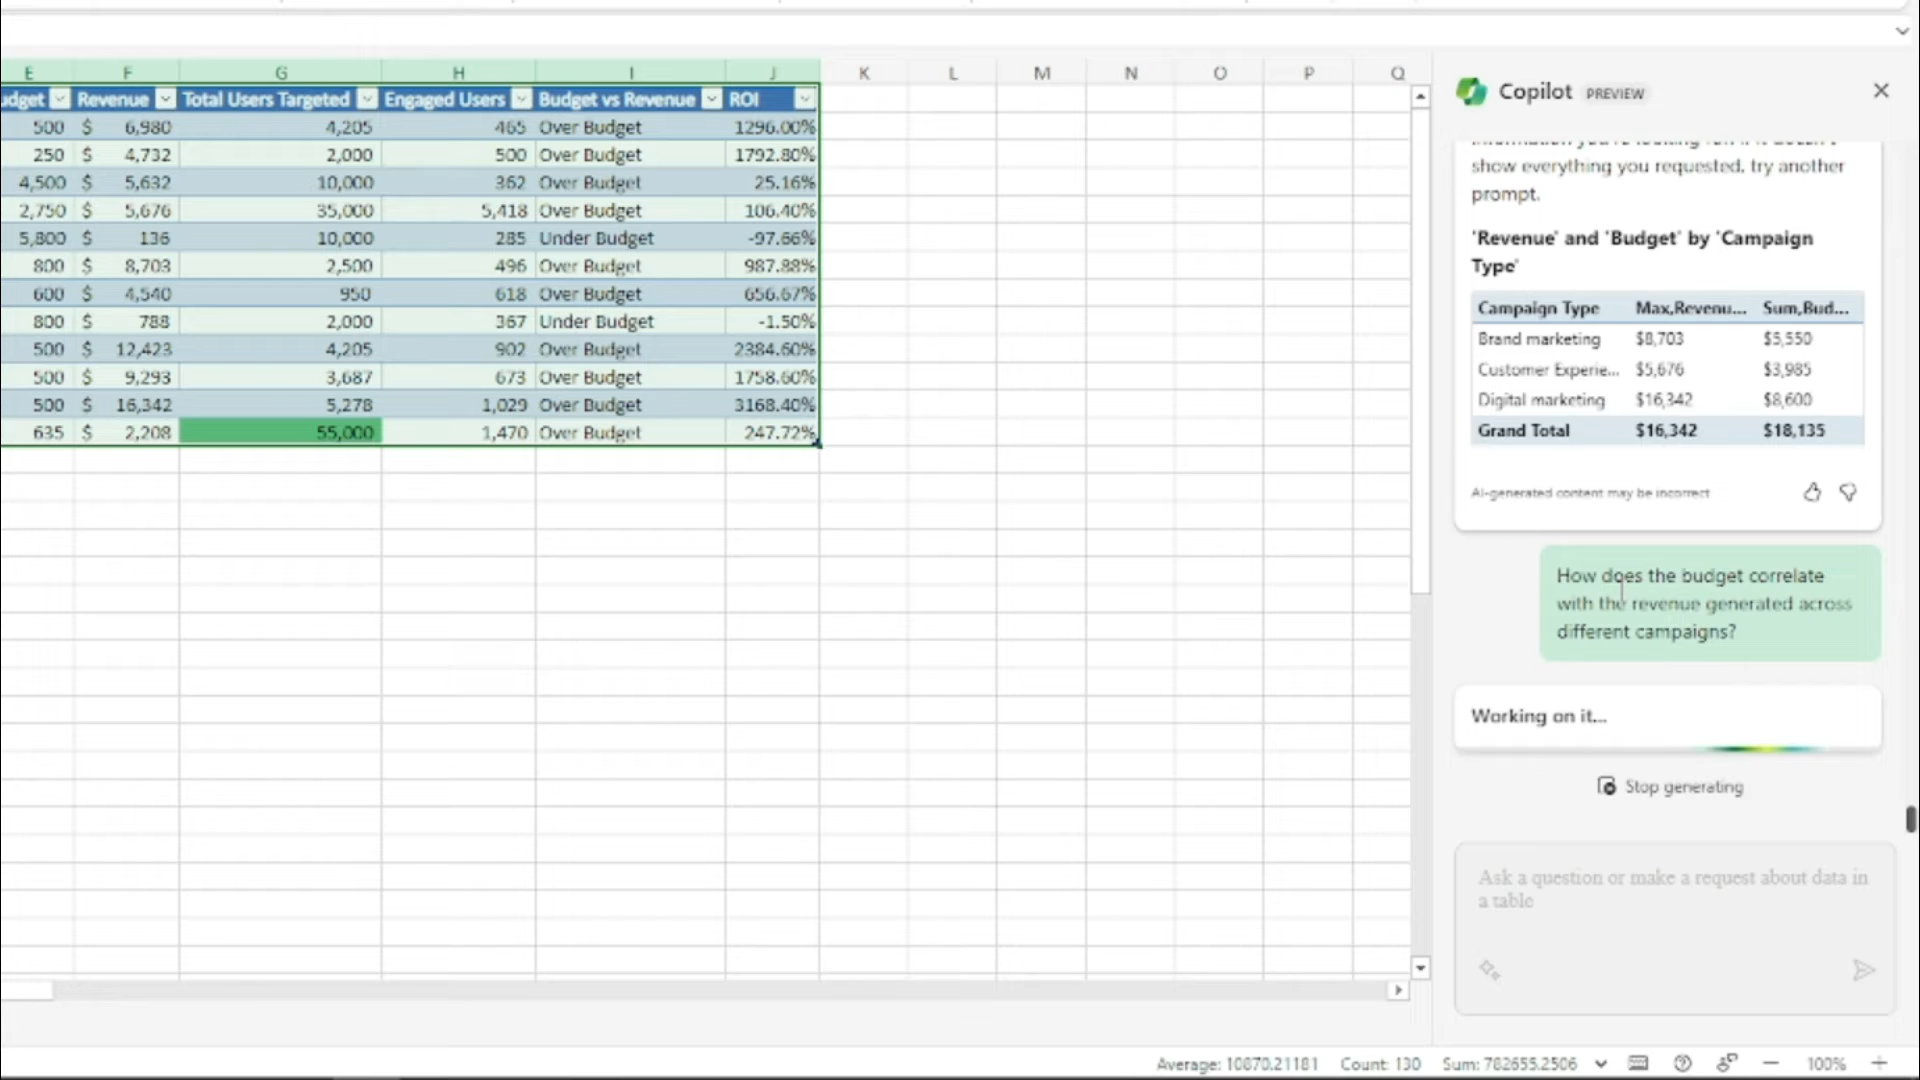 E F G H I J K L M N O P Q
udget Revenue Total Users Targeted Engaged Users Budget vs Revenue ROI
500 $ 6,980 4,205 465 Over Budget 1296.00%
250 $ 4,732 2,000 500 Over Budget 1792.80%
4,500 $ 5,632 10,000 362 Over Budget 25.16%
2,750 $ 5,676 35,000 5,418 Over Budget 106.40%
5,800 $ 136 10,000 285 Under Budget -97.66%
800 $ 8,703 2,500 496 Over Budget 987.88%
600 $ 4,540 950 618 Over Budget 656.67%
800 $ 788 2,000 367 Under Budget -1.50%
500 $ 12,423 4,205 902 Over Budget 2384.60%
500 $ 9,293 3,687 673 Over Budget 1758.60%
500 $ 16,342 5,278 1,029 Over Budget 3168.40%
635 $ 2,208 55,000 1,470 Over Budget 247.72%
Copilot PREVIEW
show everything you requested, try another
prompt.
'Revenue' and 'Budget' by 'Campaign
Type'
Campaign Type Max,Revenu... Sum,Bud...
Brand marketing $8,703 $5,550
Customer Experie... $5,676 $3,985
Digital marketing $16,342 $8,600
Grand Total $16,342 $18,135
AI-generated content may be incorrect
How does the budget correlate
with the revenue generated across
different campaigns?
Working on it...
Stop generating
Ask a question or make a request about data in
a table
Average: 10870.21181 Count: 130 Sum: 782655.2506 100%